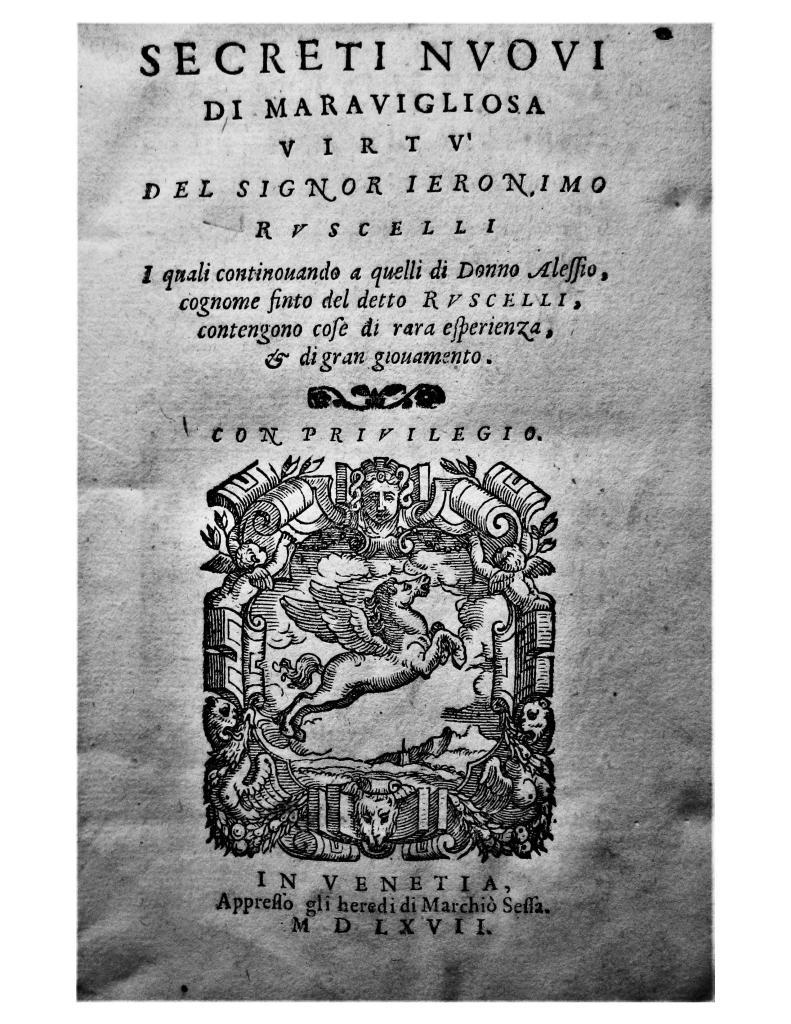 SECRETI NVOVI
DI MARAVIGLIOSA
VIRTV'
DEL SIGNOR IERONIMO
RVSCELLI
I quali continouando a quelli di Donno Aleſſio,
cognome finto del detto RVSCELLI,
contengono coſe di rara eſperienza,
& di gran giouamento.
CON PRIVILEGIO.
IN VENETIA,
Appreſſo gli heredi di Marchiò Seſſa.
M D LXVII.